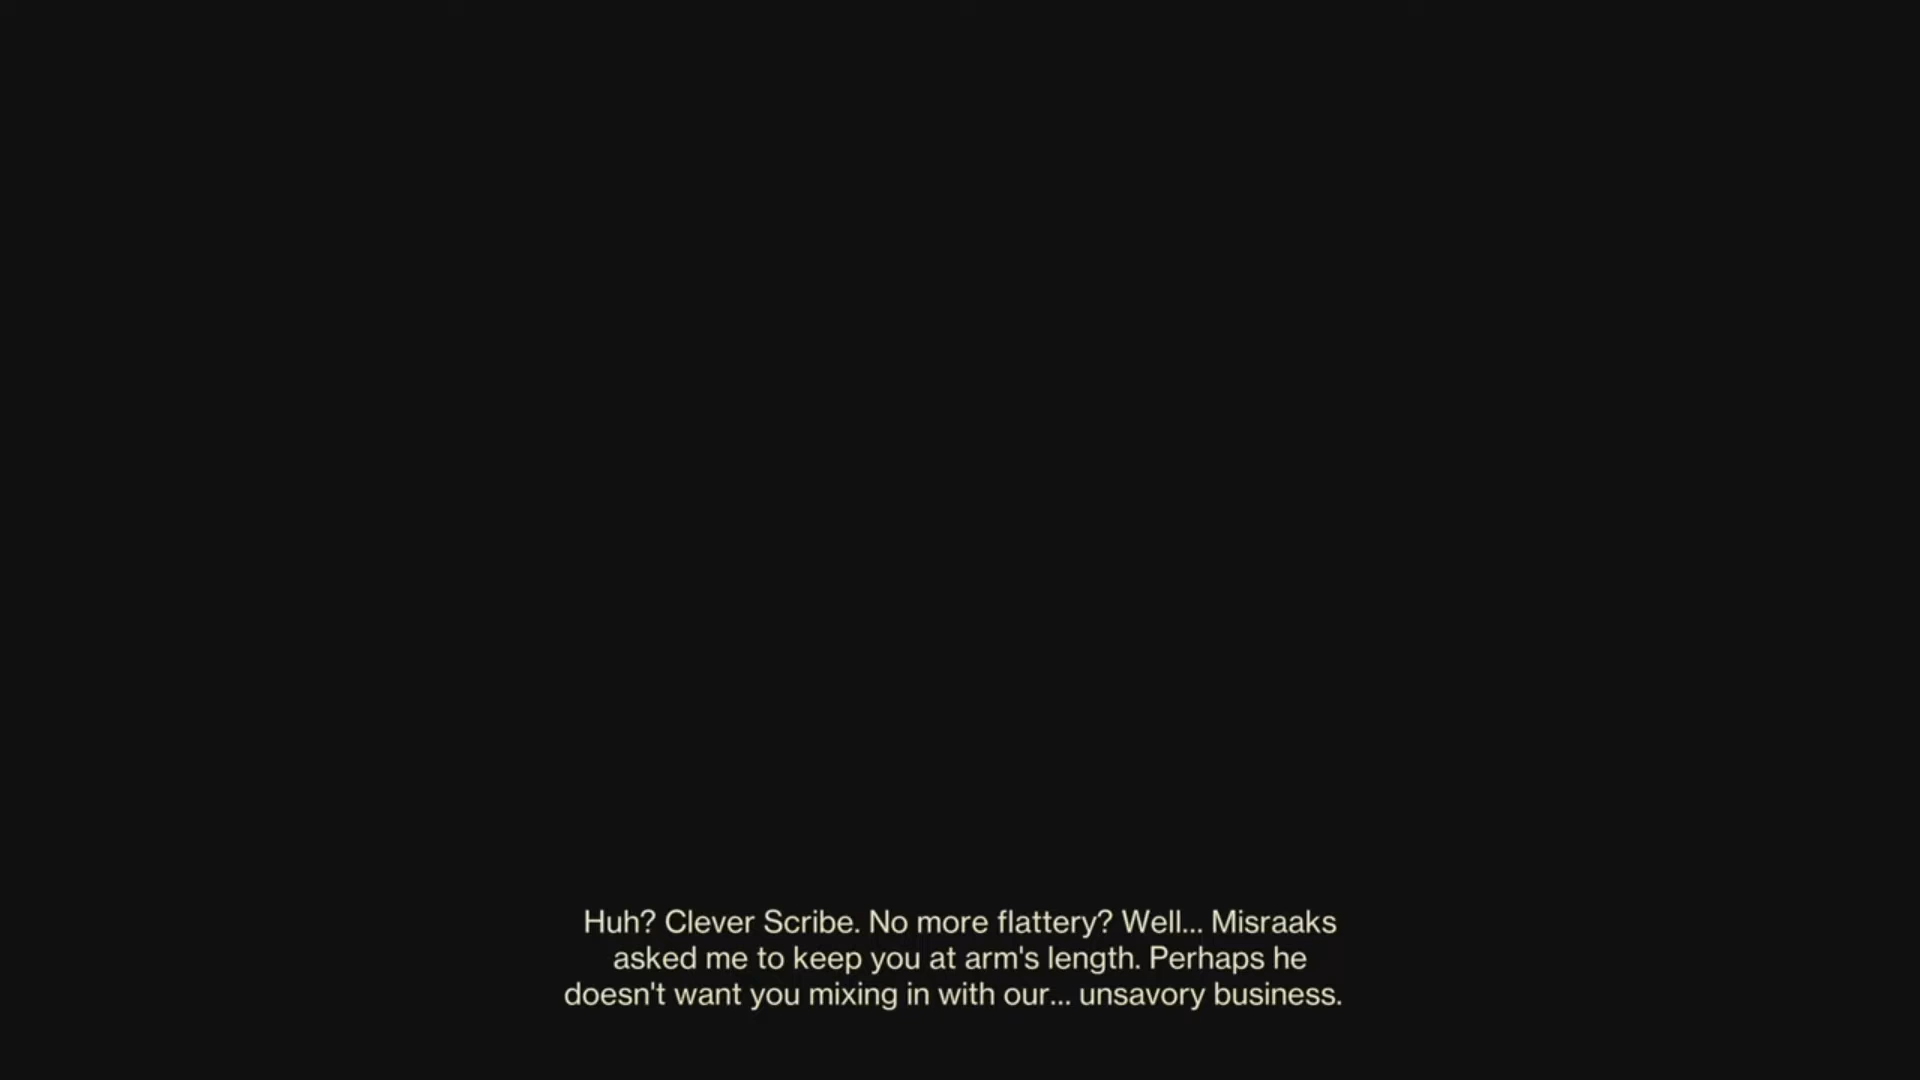 Huh? Clever Scribe. No more flattery? Well... Misraaks
asked me to keep you at arm's length. Perhaps he
doesn't want you mixing in with our... unsavory business.